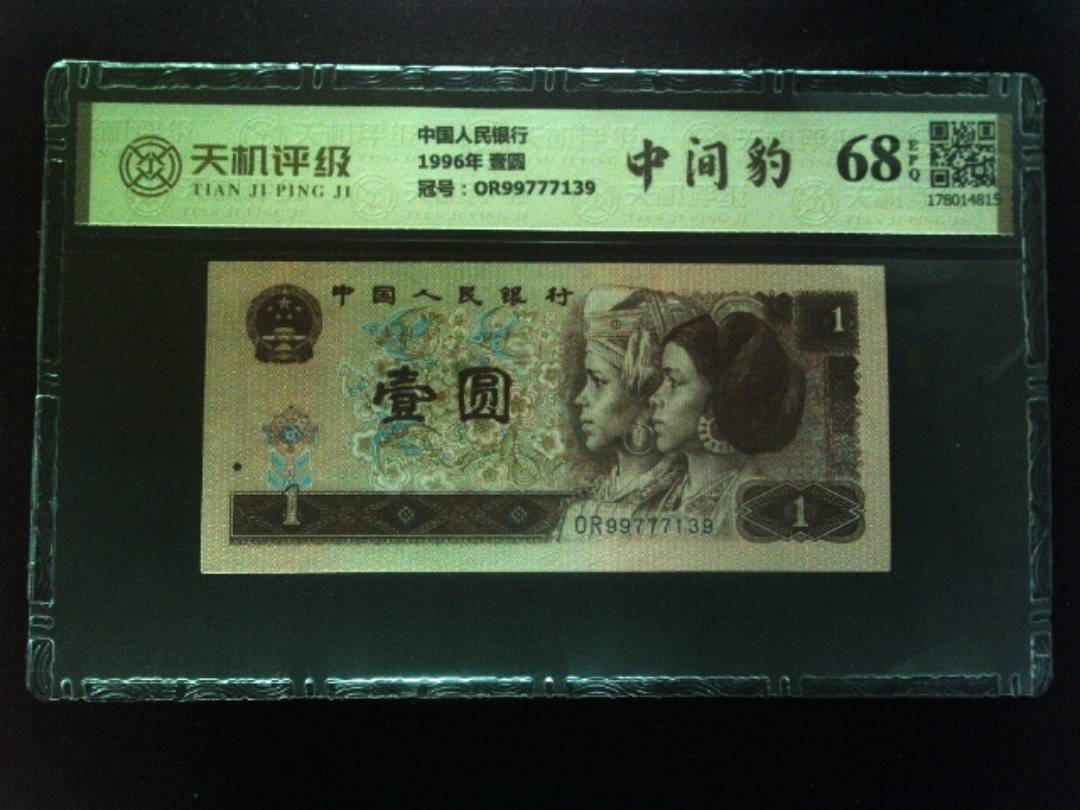 天机评级
TIAN JI PING JI
中国人民银行
1996年 壹圆
冠号：OR99777139
中间豹
68
EPQ
178014815
中国人民银行
壹圆
1
1
OR99777139
1